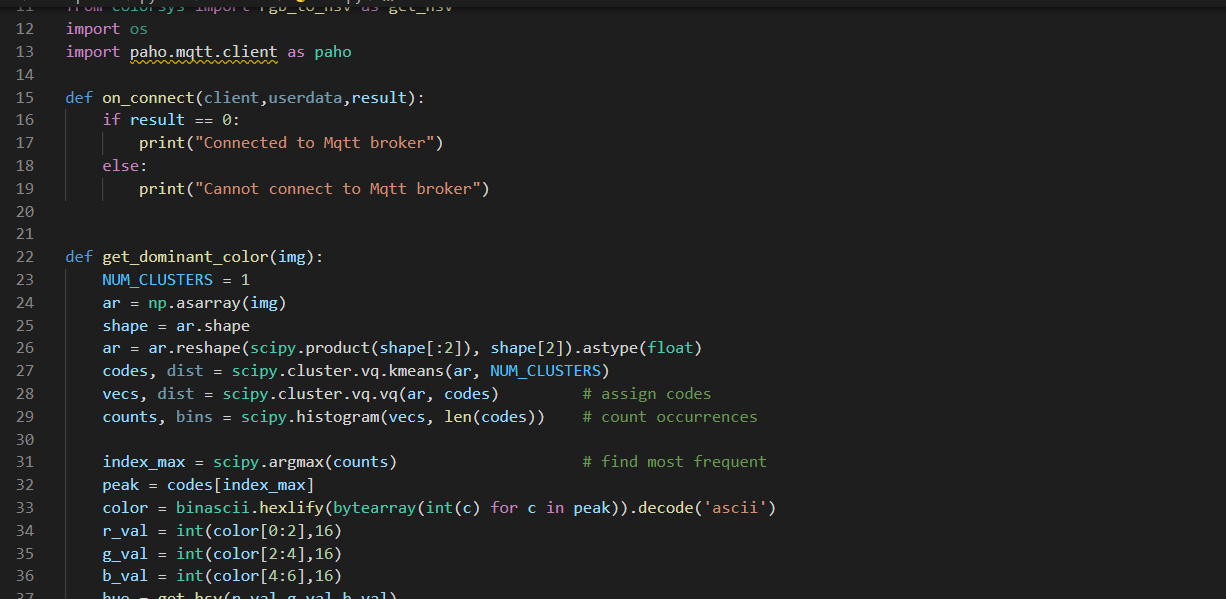 11 from colorsys import rgb_to_hsv as get_hsv
12 import os
13 import paho.mqtt.client as paho
14
15 def on_connect(client,userdata,result):
16     if result == 0:
17         print("Connected to Mqtt broker")
18     else:
19         print("Cannot connect to Mqtt broker")
20
21
22 def get_dominant_color(img):
23     NUM_CLUSTERS = 1
24     ar = np.asarray(img)
25     shape = ar.shape
26     ar = ar.reshape(scipy.product(shape[:2]), shape[2]).astype(float)
27     codes, dist = scipy.cluster.vq.kmeans(ar, NUM_CLUSTERS)
28     vecs, dist = scipy.cluster.vq.vq(ar, codes)         # assign codes
29     counts, bins = scipy.histogram(vecs, len(codes))    # count occurrences
30
31     index_max = scipy.argmax(counts)                    # find most frequent
32     peak = codes[index_max]
33     color = binascii.hexlify(bytearray(int(c) for c in peak)).decode('ascii')
34     r_val = int(color[0:2],16)
35     g_val = int(color[2:4],16)
36     b_val = int(color[4:6],16)
37     hue = get_hsv(r_val,g_val,b_val)